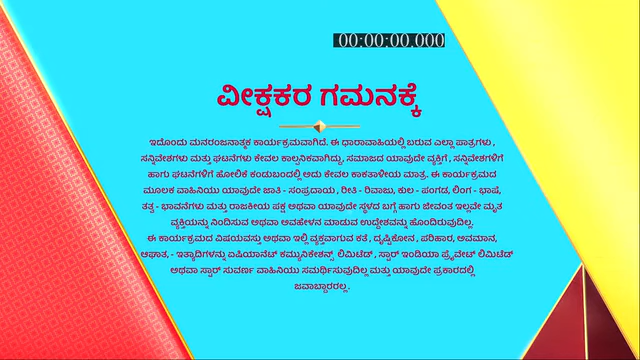 00:00:00.000
ವೀಕ್ಷಕರ ಗಮನಕ್ಕೆ
ಇದೊಂದು ಮನರಂಜನಾತ್ಮಕ ಕಾರ್ಯಕ್ರಮವಾಗಿದೆ. ಈ ಧಾರಾವಾಹಿಯಲ್ಲಿ ಬರುವ ಎಲ್ಲಾ ಪಾತ್ರಗಳು ,
ಸನ್ನಿವೇಶಗಳು ಮತ್ತು ಘಟನೆಗಳು ಕೇವಲ ಕಾಲ್ಪನಿಕವಾಗಿದ್ದು, ಸಮಾಜದ ಯಾವುದೇ ವ್ಯಕ್ತಿಗೆ , ಸನ್ನಿವೇಶಗಳಿಗೆ
ಹಾಗು ಘಟನೆಗಳಿಗೆ ಹೋಲಿಕೆ ಕಂಡುಬಂದಲ್ಲಿ ಅದು ಕೇವಲ ಕಾಕತಾಳೀಯ ಮಾತ್ರ. ಈ ಕಾರ್ಯಕ್ರಮದ
ಮೂಲಕ ವಾಹಿನಿಯು ಯಾವುದೇ ಜಾತಿ - ಸಂಪ್ರದಾಯ , ರೀತಿ - ರಿವಾಜು, ಕುಲ - ಪಂಗಡ, ಲಿಂಗ - ಭಾಷೆ,
ತತ್ವ - ಭಾವನೆಗಳು ಮತ್ತು ರಾಜಕೀಯ ಪಕ್ಷ ಅಥವಾ ಯಾವುದೇ ಸ್ಥಳದ ಬಗ್ಗೆ ಹಾಗು ಜೀವಂತ ಇಲ್ಲವೇ ಮೃತ
ವ್ಯಕ್ತಿಯನ್ನು ನಿಂದಿಸುವ ಅಥವಾ ಅವಹೇಳನ ಮಾಡುವ ಉದ್ದೇಶವನ್ನು ಹೊಂದಿರುವುದಿಲ್ಲ.
ಈ ಕಾರ್ಯಕ್ರಮದ ವಿಷಯವಸ್ತು ಅಥವಾ ಇಲ್ಲಿ ವ್ಯಕ್ತವಾಗುವ ಕತೆ , ದೃಷ್ಟಿಕೋನ , ಪರಿಹಾರ, ಅವಮಾನ,
ಆಘಾತ, - ಇತ್ಯಾದಿಗಳನ್ನು ಏಷಿಯಾನೆಟ್ ಕಮ್ಯುನಿಕೇಶನ್ಸ್ ಲಿಮಿಟೆಡ್ , ಸ್ಟಾರ್ ಇಂಡಿಯಾ ಪ್ರೈವೇಟ್ ಲಿಮಿಟೆಡ್
ಅಥವಾ ಸ್ಟಾರ್ ಸುವರ್ಣ ವಾಹಿನಿಯು ಸಮರ್ಥಿಸುವುದಿಲ್ಲ ಮತ್ತು ಯಾವುದೇ ಪ್ರಕಾರದಲ್ಲಿ
ಜವಾಬ್ದಾರರಲ್ಲ.